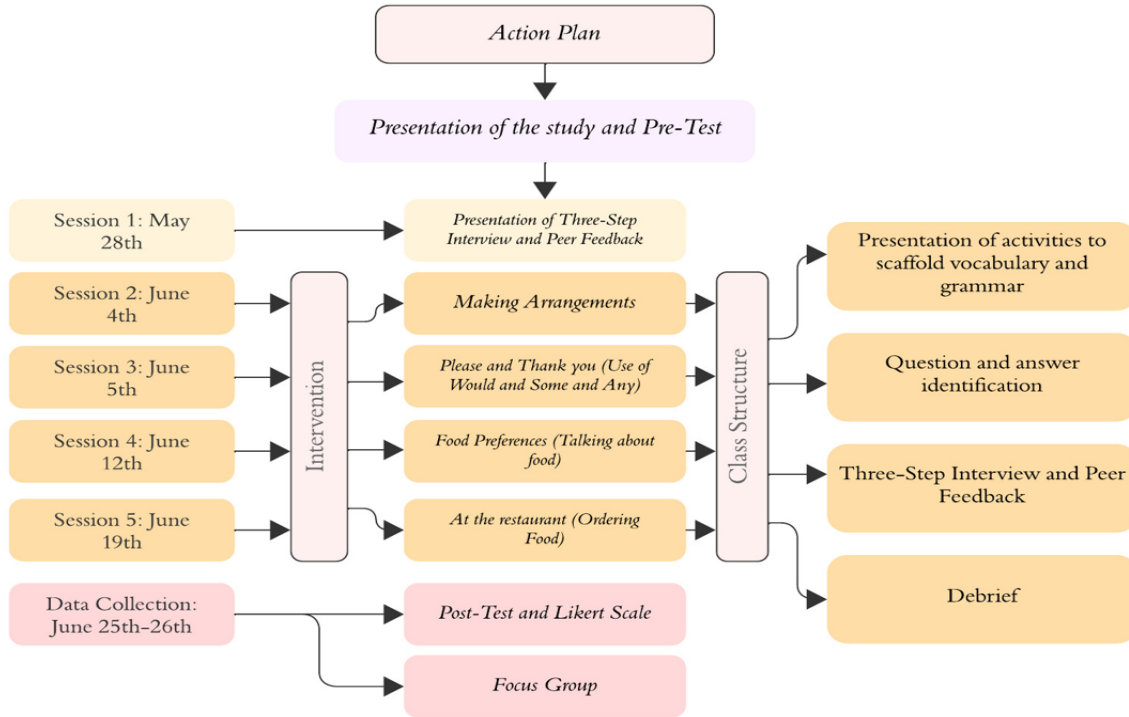 Action Plan
Presentation of the study and Pre-Test
Session 1: May
28th
Presentation of Three-Step
Interview and Peer Feedback
Session 2: June
4th
Session 3: June
5th
Session 4: June
12th
Session 5: June
19th
Intervention
Making Arrangements
Please and Thank you (Use of
Would and Some and Any)
Food Preferences (Talking about
food)
At the restaurant (Ordering
Food)
Class Structure
Presentation of activities to
scaffold vocabulary and
grammar
Question and answer
identification
Three-Step Interview and Peer
Feedback
Debrief
Data Collection:
June 25th-26th
Post-Test and Likert Scale
Focus Group